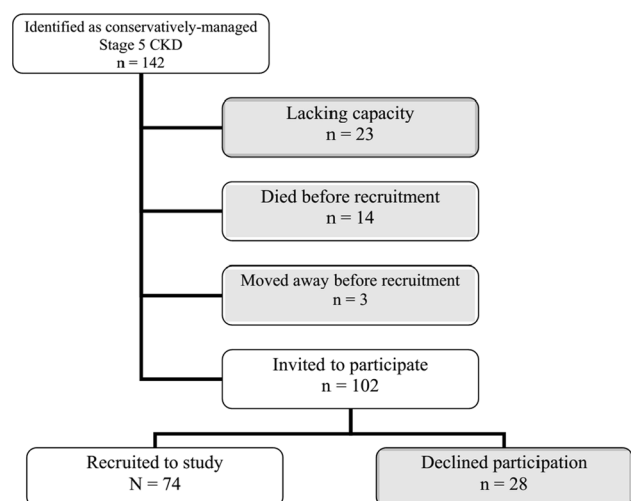 Identified as conservatively-managed
Stage 5 CKD
n = 142
Lacking capacity
n = 23
Died before recruitment
n = 14
Moved away before recruitment
n = 3
Invited to participate
n = 102
Recruited to study
N = 74
Declined participation
n = 28